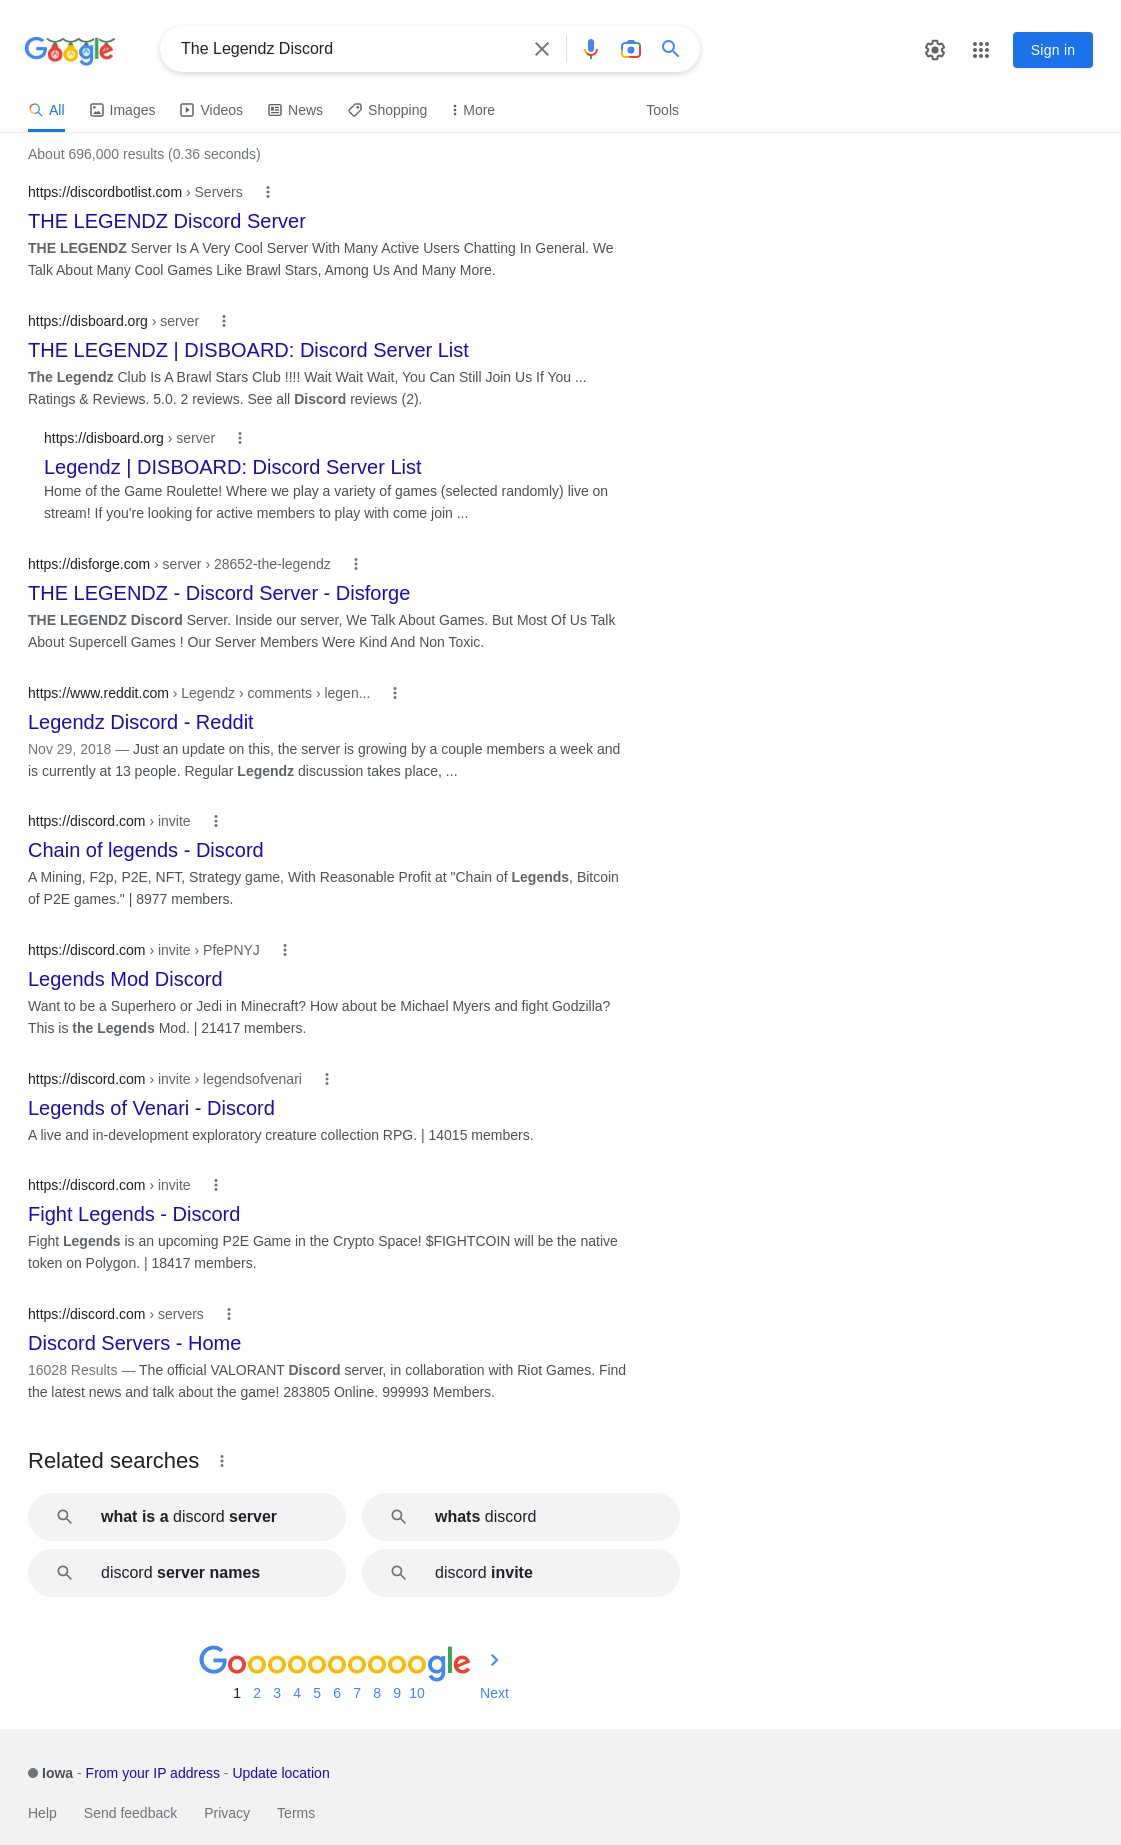 Google
The Legendz Discord
Sign in
All Images Videos News Shopping More Tools
About 696,000 results (0.36 seconds)
https://discordbotlist.com › Servers
THE LEGENDZ Discord Server
THE LEGENDZ Server Is A Very Cool Server With Many Active Users Chatting In General. We
Talk About Many Cool Games Like Brawl Stars, Among Us And Many More.
https://disboard.org › server
THE LEGENDZ | DISBOARD: Discord Server List
The Legendz Club Is A Brawl Stars Club !!!! Wait Wait Wait, You Can Still Join Us If You ...
Ratings & Reviews. 5.0. 2 reviews. See all Discord reviews (2).
https://disboard.org › server
Legendz | DISBOARD: Discord Server List
Home of the Game Roulette! Where we play a variety of games (selected randomly) live on
stream! If you're looking for active members to play with come join ...
https://disforge.com › server › 28652-the-legendz
THE LEGENDZ - Discord Server - Disforge
THE LEGENDZ Discord Server. Inside our server, We Talk About Games. But Most Of Us Talk
About Supercell Games ! Our Server Members Were Kind And Non Toxic.
https://www.reddit.com › Legendz › comments › legen...
Legendz Discord - Reddit
Nov 29, 2018 — Just an update on this, the server is growing by a couple members a week and
is currently at 13 people. Regular Legendz discussion takes place, ...
https://discord.com › invite
Chain of legends - Discord
A Mining, F2p, P2E, NFT, Strategy game, With Reasonable Profit at "Chain of Legends, Bitcoin
of P2E games." | 8977 members.
https://discord.com › invite › PfePNYJ
Legends Mod Discord
Want to be a Superhero or Jedi in Minecraft? How about be Michael Myers and fight Godzilla?
This is the Legends Mod. | 21417 members.
https://discord.com › invite › legendsofvenari
Legends of Venari - Discord
A live and in-development exploratory creature collection RPG. | 14015 members.
https://discord.com › invite
Fight Legends - Discord
Fight Legends is an upcoming P2E Game in the Crypto Space! $FIGHTCOIN will be the native
token on Polygon. | 18417 members.
https://discord.com › servers
Discord Servers - Home
16028 Results — The official VALORANT Discord server, in collaboration with Riot Games. Find
the latest news and talk about the game! 283805 Online. 999993 Members.
Related searches
what is a discord server
whats discord
discord server names
discord invite
Goooooooooogle
1 2 3 4 5 6 7 8 9 10 Next
Iowa - From your IP address - Update location
Help Send feedback Privacy Terms